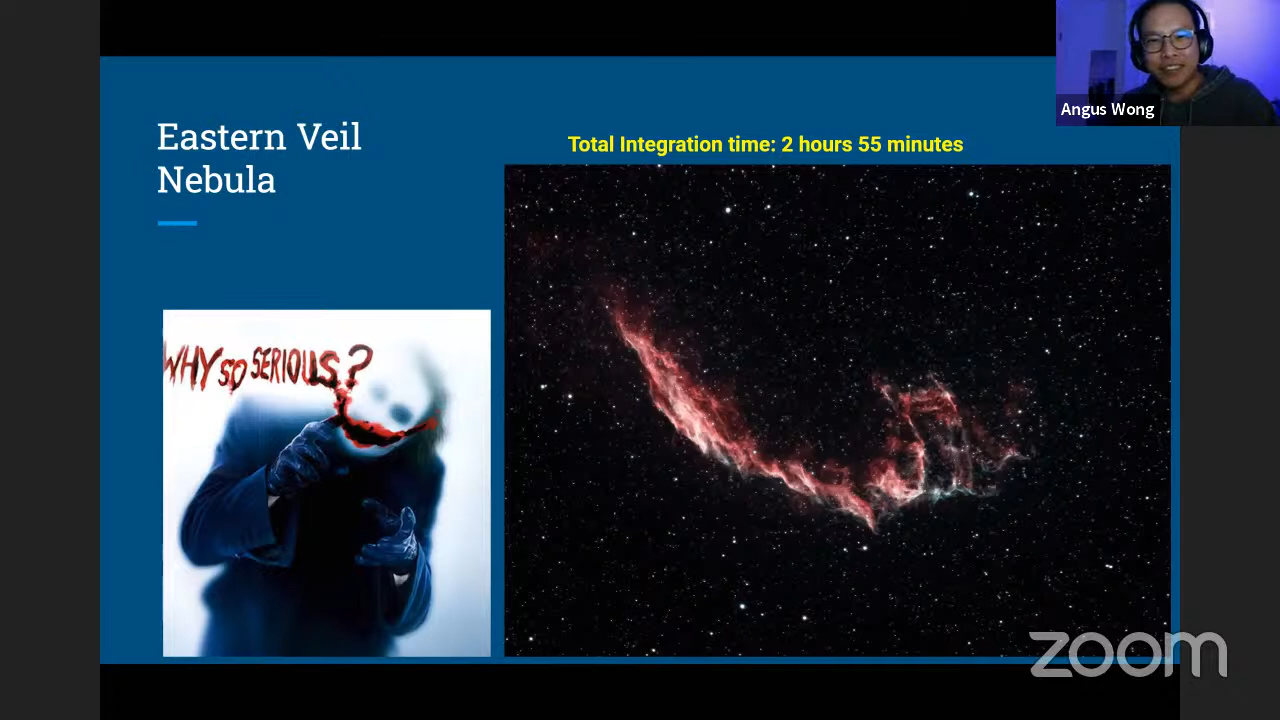 Angus Wong
Eastern Veil
Nebula
Total Integration time: 2 hours 55 minutes
WHY SO SERIOUS?
zoom